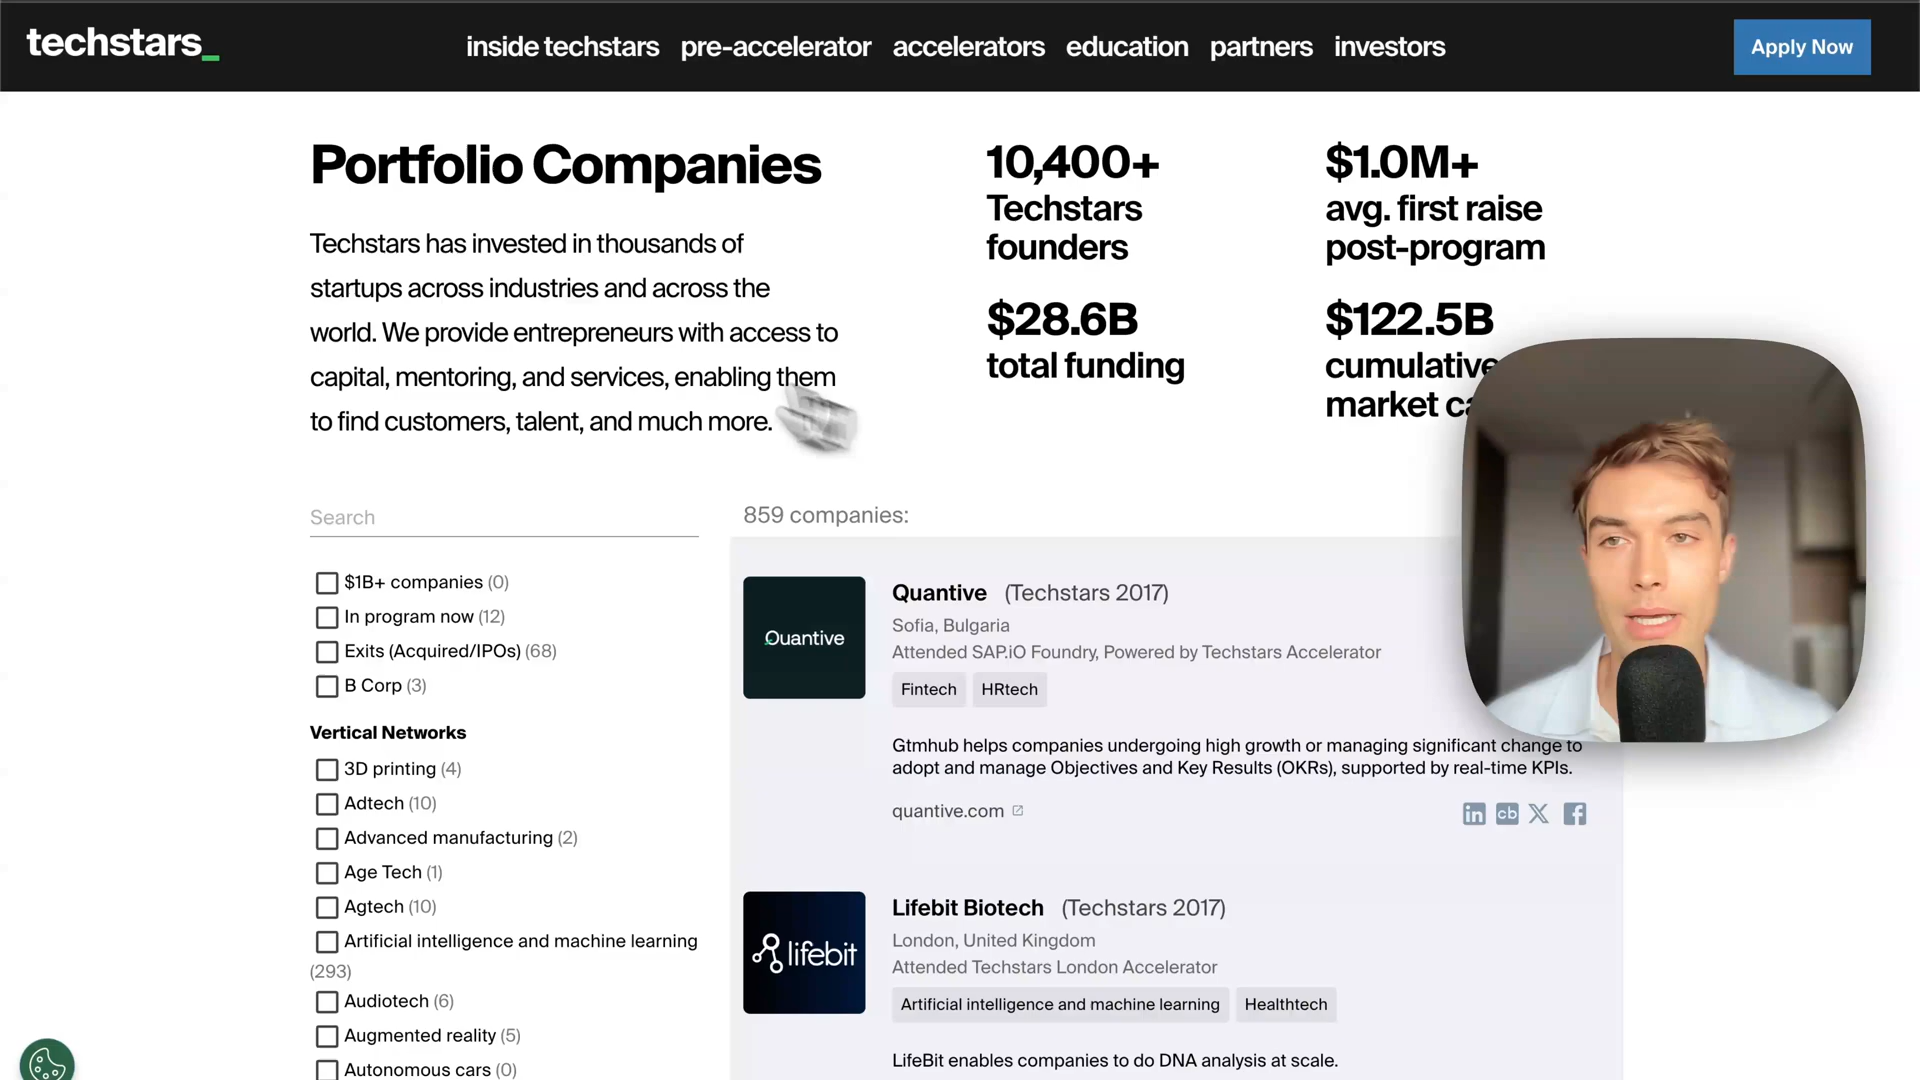 techstars_
inside techstars
pre-accelerator
accelerators
education
partners
investors
Apply Now
Portfolio Companies
Techstars has invested in thousands of
startups across industries and across the
world. We provide entrepreneurs with access to
capital, mentoring, and services, enabling them
to find customers, talent, and much more.
10,400+
Techstars
founders
$1.0M+
avg. first raise
post-program
$28.6B
total funding
$122.5B
cumulative
market
Search
$1B+ companies (0)
In program now (12)
Exits (Acquired/IPOs) (68)
B Corp (3)
Vertical Networks
3D printing (4)
Adtech (10)
Advanced manufacturing (2)
Age Tech (1)
Agtech (10)
Artificial intelligence and machine learning
(293)
Audiotech (6)
Augmented reality (5)
Autonomous cars (0)
859 companies:
Quantive
Quantive (Techstars 2017)
Sofia, Bulgaria
Attended SAP.iO Foundry, Powered by Techstars Accelerator
Fintech
HRtech
Gtmhub helps companies undergoing high growth or managing significant change to
adopt and manage Objectives and Key Results (OKRs), supported by real-time KPIs.
quantive.com
in
cb
X
f
lifebit
Lifebit Biotech (Techstars 2017)
London, United Kingdom
Attended Techstars London Accelerator
Artificial intelligence and machine learning
Healthtech
LifeBit enables companies to do DNA analysis at scale.